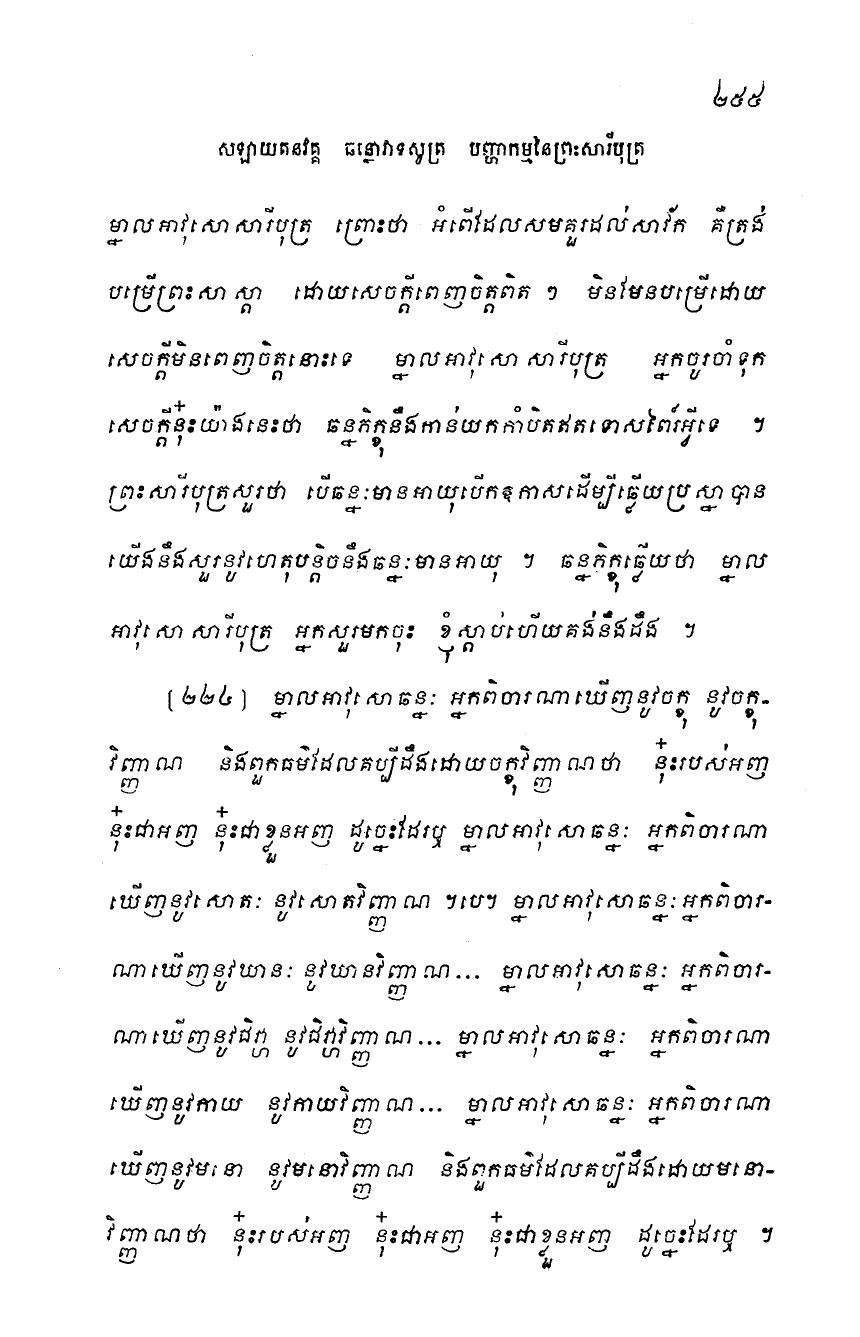 ២៥៥
សឡាយតនវគ្គ ឆន្នោវាទសូត្រ បញ្ហាកម្មនៃព្រះសារីបុត្រ
ម្នាលអាវុសោសារីបុត្រ ព្រោះថា អំពើដែលសមគួរដល់សាវ័ក គឺត្រង់
បម្រើព្រះសាស្តា ដោយសេចក្តីពេញចិត្តពិត ៗ មិនមែនបម្រើដោយ
សេចក្តីមិនពេញចិត្តនោះទេ ម្នាលអាវុសោ សារីបុត្រ អ្នកចូរចាំទុក
សេចក្តីនុ៎ះយ៉ាងនេះថា ឆន្នភិក្ខុនឹងកាន់យកកាំបិតឥតទោសពៀរ៍អ្វីទេ ។
ព្រះសារីបុត្រសួរថា បើឆន្នៈមានអាយុបើកឧកាសដើម្បីធ្លើយប្រស្នាបាន
យើងនឹងសួរនូវហេតុបន្តិចនឹងឆន្នៈមានអាយុ ។ ឆន្នភិក្ខុធ្លើយថា ម្នាល
អាវុសោ សារីបុត្រ អ្នកសួរមកចុះ ខ្ញុំស្តាប់ហើយគង់នឹងដឹង ។
(២២៤) ម្នាលអាវុសោឆន្នៈ អ្នកពិចារណាឃើញនូវចក្ខុ នូវចក្ខុ-
វិញ្ញាណ និងពួកធម៌ដែលគប្បីដឹងដោយចក្ខុវិញ្ញាណថា នុ៎ះរបស់អញ
នុ៎ះជាអញ នុ៎ះជាខ្លួនអញ ដូច្នេះដែរឬ ម្នាលអាវុសោឆន្នៈ អ្នកពិចារណា
ឃើញនូវសោតៈ នូវសោតវិញ្ញាណ ។បេ។ ម្នាលអាវុសោឆន្នៈ អ្នកពិចារ-
ណាឃើញនូវឃានៈ នូវឃានវិញ្ញាណ... ម្នាលអាវុសោឆន្នៈ អ្នកពិចារ-
ណាឃើញនូវជិវ្ហា នូវជិវ្ហាវិញ្ញាណ... ម្នាលអាវុសោឆន្នៈ អ្នកពិចារណា
ឃើញនូវកាយ នូវកាយវិញ្ញាណ... ម្នាលអាវុសោឆន្នៈ អ្នកពិចារណា
ឃើញនូវមនោ នូវមនោវិញ្ញាណ និងពួកធម៌ដែលគប្បីដឹងដោយមនោ-
វិញ្ញាណថា នុ៎ះរបស់អញ នុ៎ះជាអញ នុ៎ះជាខ្លួនអញ ដូច្នេះដែរឬ ។